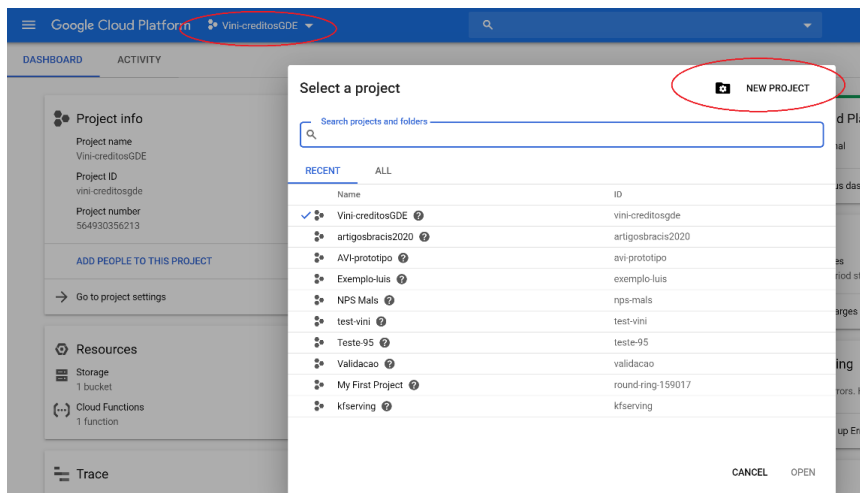 Google Cloud Platform
Vini-creditosGDE
DASHBOARD
ACTIVITY
Project info
Project name
Vini-creditosGDE
Project ID
vini-creditosgde
Project number
564930356213
ADD PEOPLE TO THIS PROJECT
Go to project settings
Resources
Storage
1 bucket
Cloud Functions
1 function
Trace
Select a project
NEW PROJECT
Search projects and folders
RECENT
ALL
Name ID
Vini-creditosGDE vini-creditosgde
artigosbracis2020 artigosbracis2020
AVI-prototipo avi-prototipo
Exemplo-luis exemplo-luis
NPS Mals nps-mals
test-vini test-vini
Teste-95 teste-95
Validacao validacao
My First Project round-ring-159017
kfserving kfserving
CANCEL
OPEN